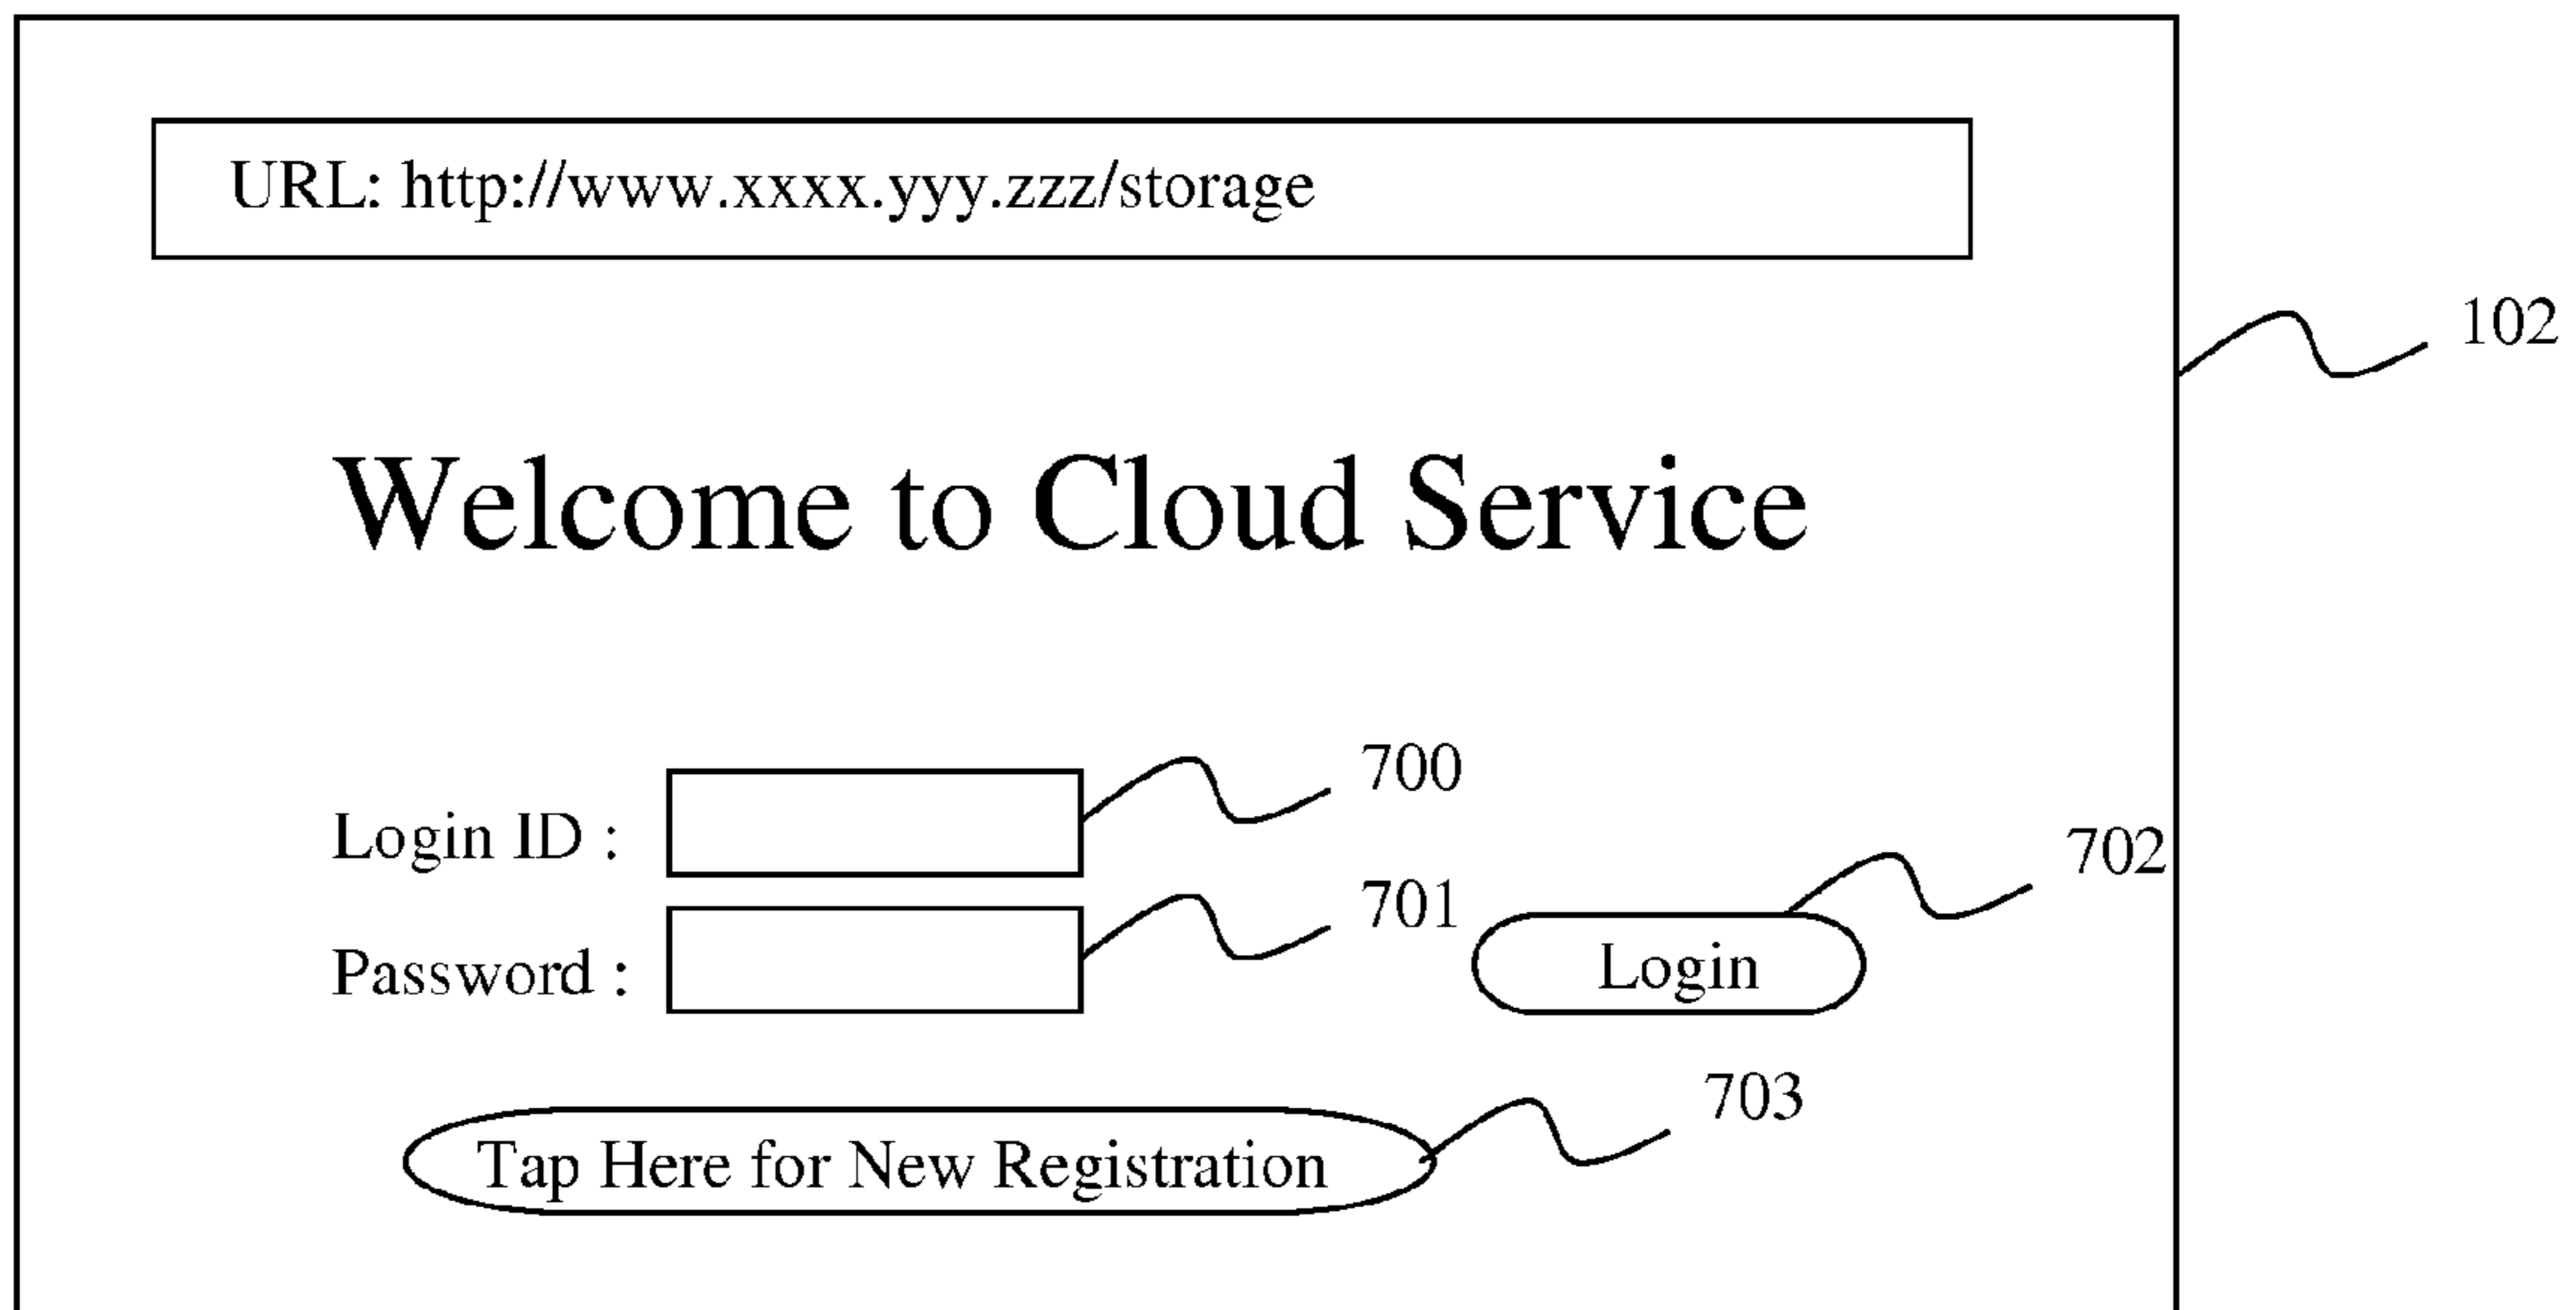 URL: http://www.xxxx.yyy.zzz/storage
102
Welcome to Cloud Service
Login ID : 700
702
Password : 701
Login
703
Tap Here for New Registration